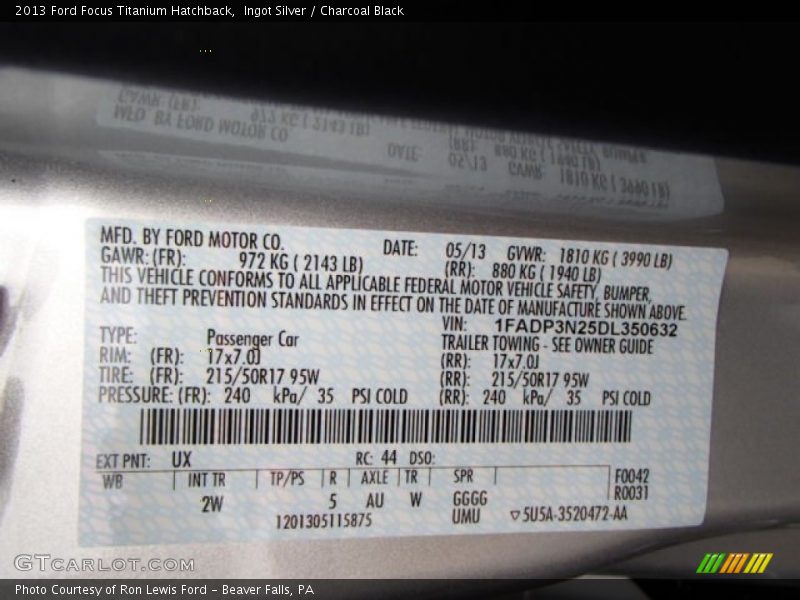 2013 Ford Focus Titanium Hatchback,  Ingot Silver / Charcoal Black
MFD. BY FORD MOTOR CO. DATE: 05/13 GVWR: 1810 KG ( 3990 LB)
GAWR: (FR): 972 KG ( 2143 LB) (RR): 880 KG ( 1940 LB)
THIS VEHICLE CONFORMS TO ALL APPLICABLE FEDERAL MOTOR VEHICLE SAFETY, BUMPER,
AND THEFT PREVENTION STANDARDS IN EFFECT ON THE DATE OF MANUFACTURE SHOWN ABOVE.
VIN: 1FADP3N25DL350632
TYPE: Passenger Car TRAILER TOWING - SEE OWNER GUIDE
RIM: (FR): 17x7.0J (RR): 17x7.0J
TIRE: (FR): 215/50R17 95W (RR): 215/50R17 95W
PRESSURE: (FR): 240 kPa/ 35 PSI COLD (RR): 240 kPa/ 35 PSI COLD
EXT PNT: UX RC: 44 DSO:
WB INT TR TP/PS R AXLE TR SPR F0042
R0031
2W 5 AU W GGGG
1201305115875 UMU ▽5U5A-3520472-AA
GTCARLOT.COM
Photo Courtesy of Ron Lewis Ford - Beaver Falls, PA